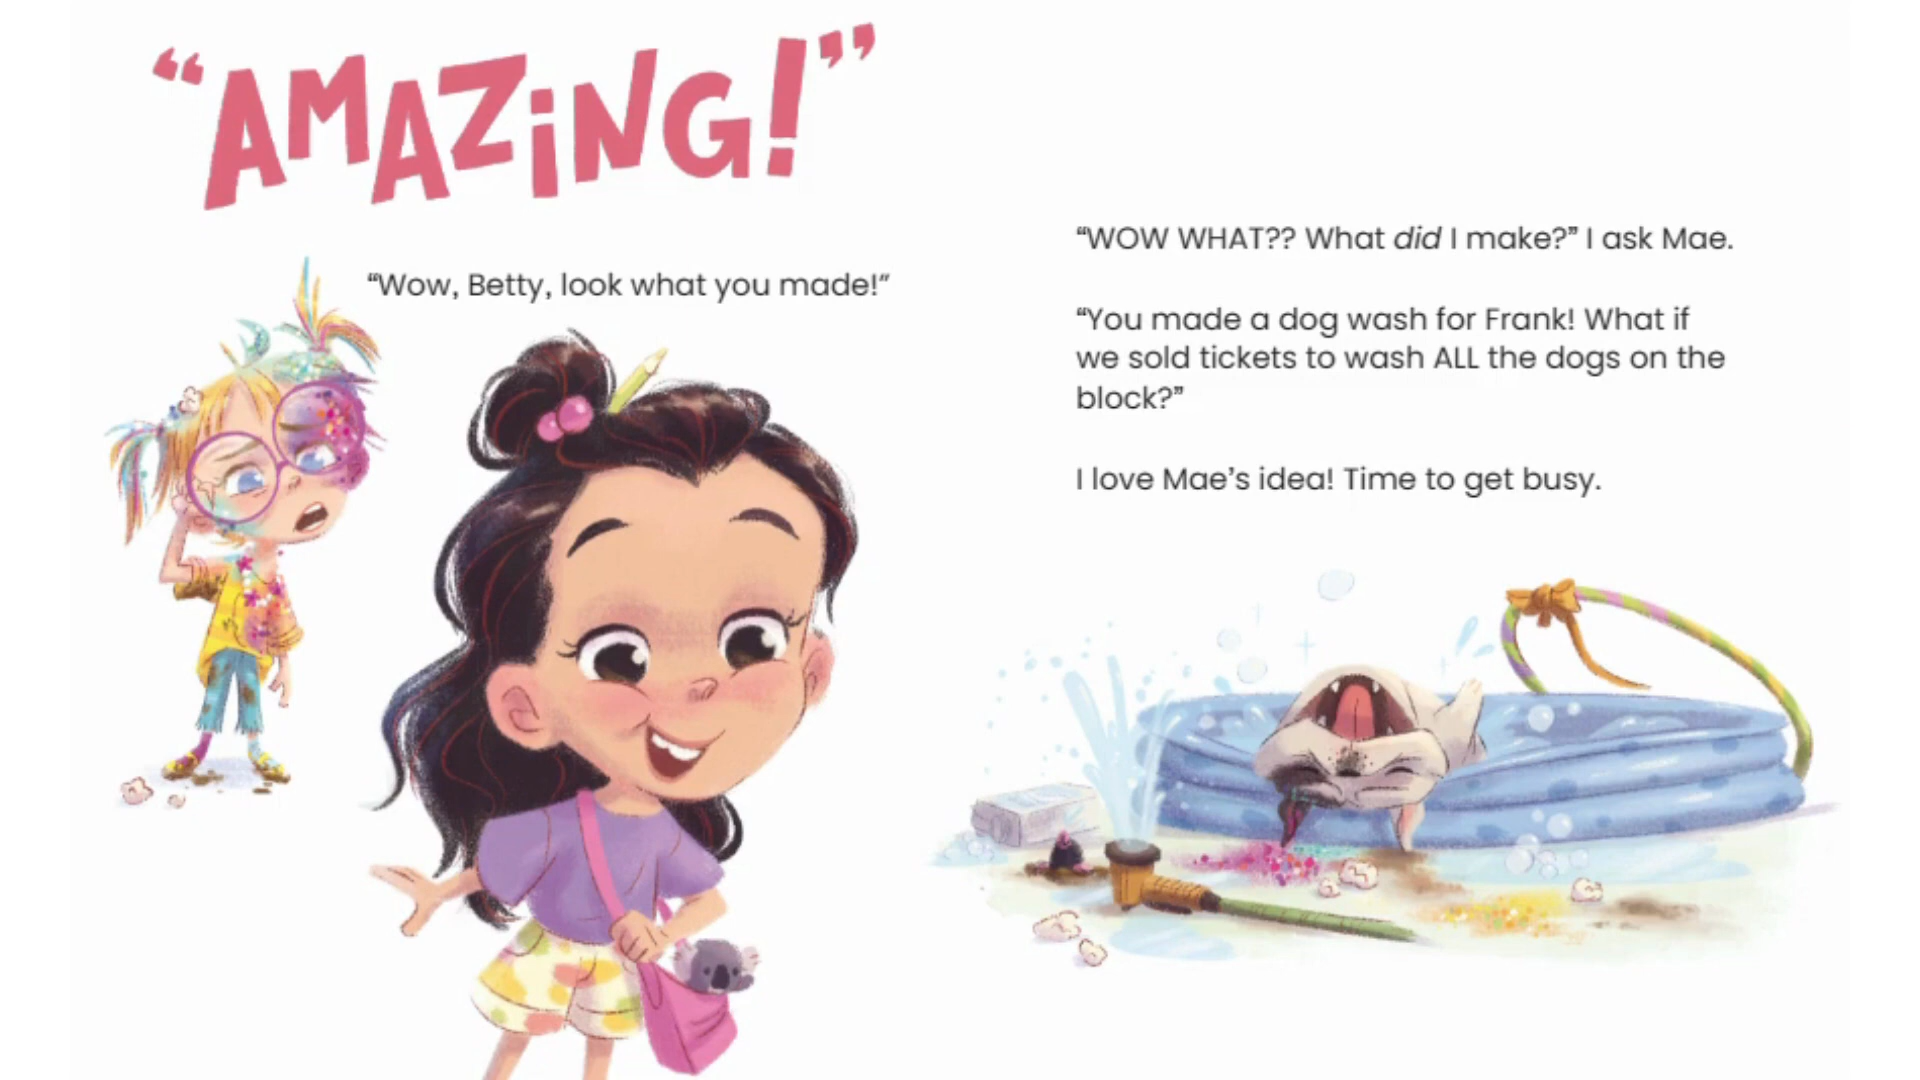 “AMAZiNG!”
“Wow, Betty, look what you made!”
“WOW WHAT?? What did I make?” I ask Mae.
“You made a dog wash for Frank! What if
we sold tickets to wash ALL the dogs on the
block?”
I love Mae’s idea! Time to get busy.